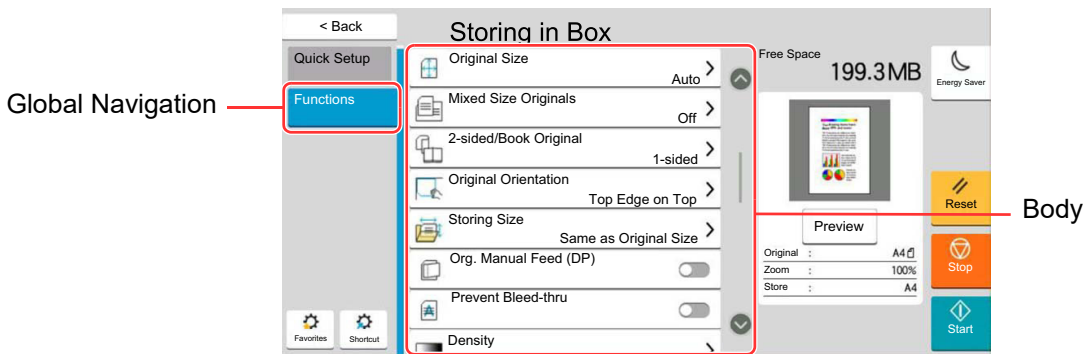 < Back
Storing in Box
Quick Setup
Functions
Global Navigation
Original Size
Auto
Mixed Size Originals
Off
2-sided/Book Original
1-sided
Original Orientation
Top Edge on Top
Storing Size
Same as Original Size
Org. Manual Feed (DP)
Prevent Bleed-thru
Density
Free Space
199.3MB
Preview
Original : A4
Zoom : 100%
Store : A4
Energy Saver
Reset
Stop
Start
Body
Favorites
Shortcut